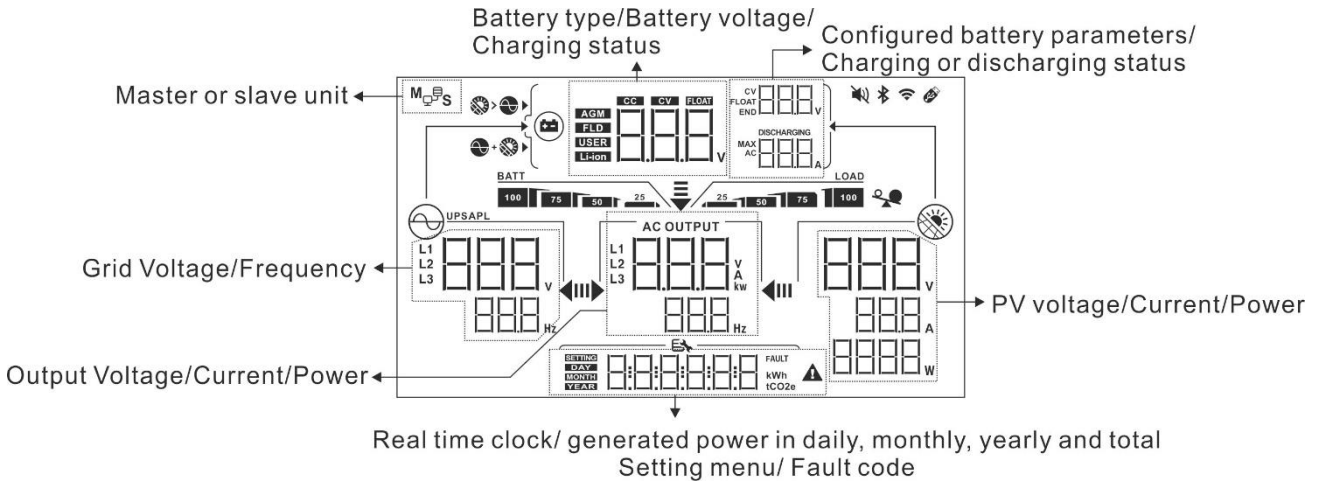 Battery type/Battery voltage/
Charging status
Configured battery parameters/
Charging or discharging status
Master or slave unit
M S
CC CV FLOAT
AGM
FLD
USER
Li-ion
V
CV
FLOAT
END
V
DISCHARGING
MAX
AC
A
BATT
LOAD
100 75 50 25
25 50 75 100
UPSAPL
L1
L2
L3
V
Hz
Grid Voltage/Frequency
AC OUTPUT
L1
L2
L3
V
A
kw
Hz
V
A
W
PV voltage/Current/Power
Output Voltage/Current/Power
SETTING
DAY
MONTH
YEAR
FAULT
kWh
tCO2e
Real time clock/ generated power in daily, monthly, yearly and total
Setting menu/ Fault code